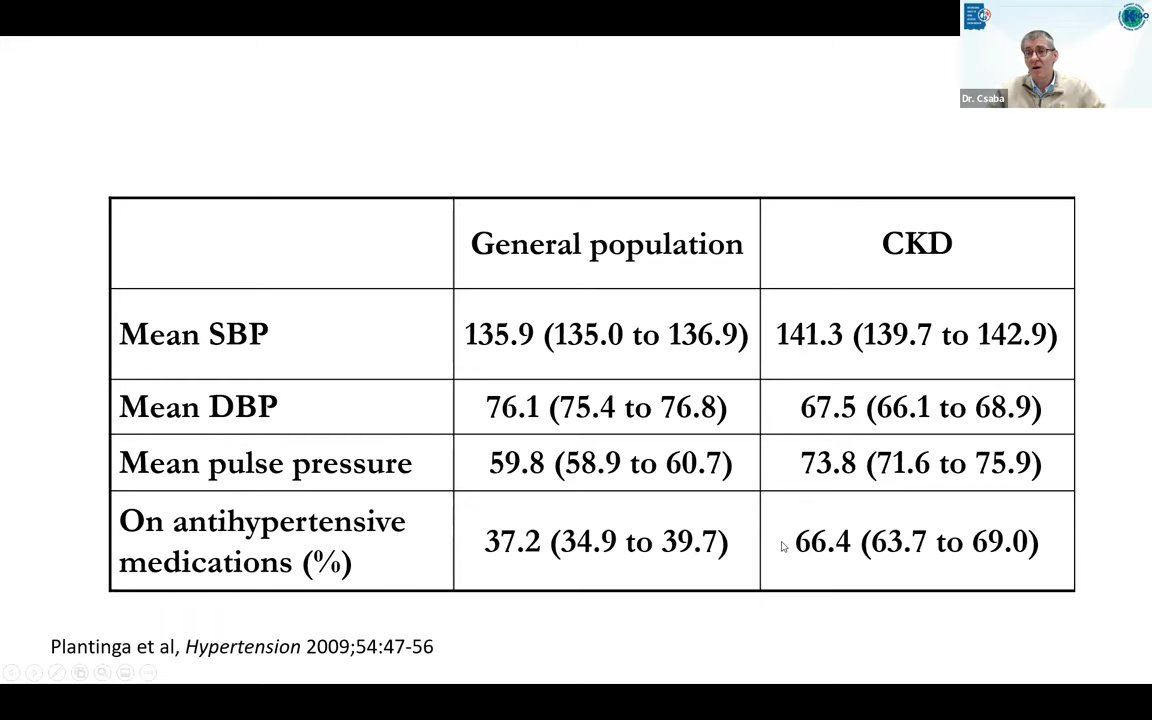 Dr. Csaba
General population
CKD
Mean SBP
135.9 (135.0 to 136.9)
141.3 (139.7 to 142.9)
Mean DBP
76.1 (75.4 to 76.8)
67.5 (66.1 to 68.9)
Mean pulse pressure
59.8 (58.9 to 60.7)
73.8 (71.6 to 75.9)
On antihypertensive
medications (%)
37.2 (34.9 to 39.7)
66.4 (63.7 to 69.0)
Plantinga et al, Hypertension 2009;54:47-56